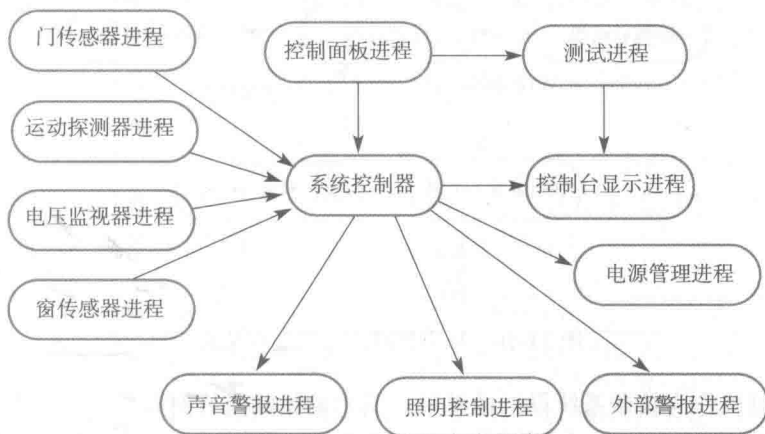 门传感器进程
控制面板进程
测试进程
运动探测器进程
系统控制器
控制台显示进程
电压监视器进程
电源管理进程
窗传感器进程
声音警报进程
照明控制进程
外部警报进程